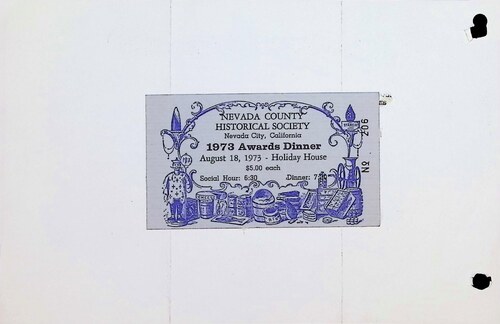 NEVADA COUNTY
HISTORICAL SOCIETY
Nevada City, California
1973 Awards Dinner
August 18, 1973 - Holiday House
$5.00 each
Social Hour: 6:30 Dinner:
No 206